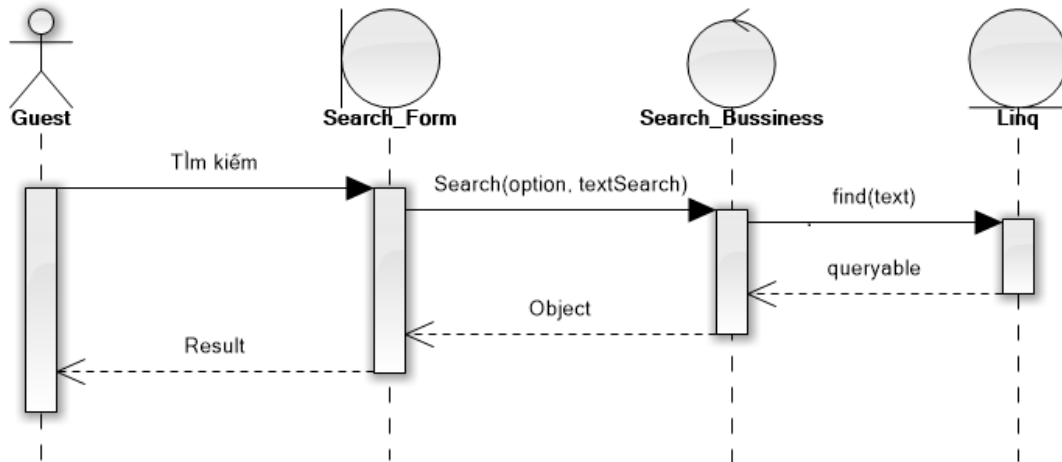 Guest
Search_Form
Search_Bussiness
Linq
TÌm kiếm
Search(option, textSearch)
find(text)
queryable
Object
Result